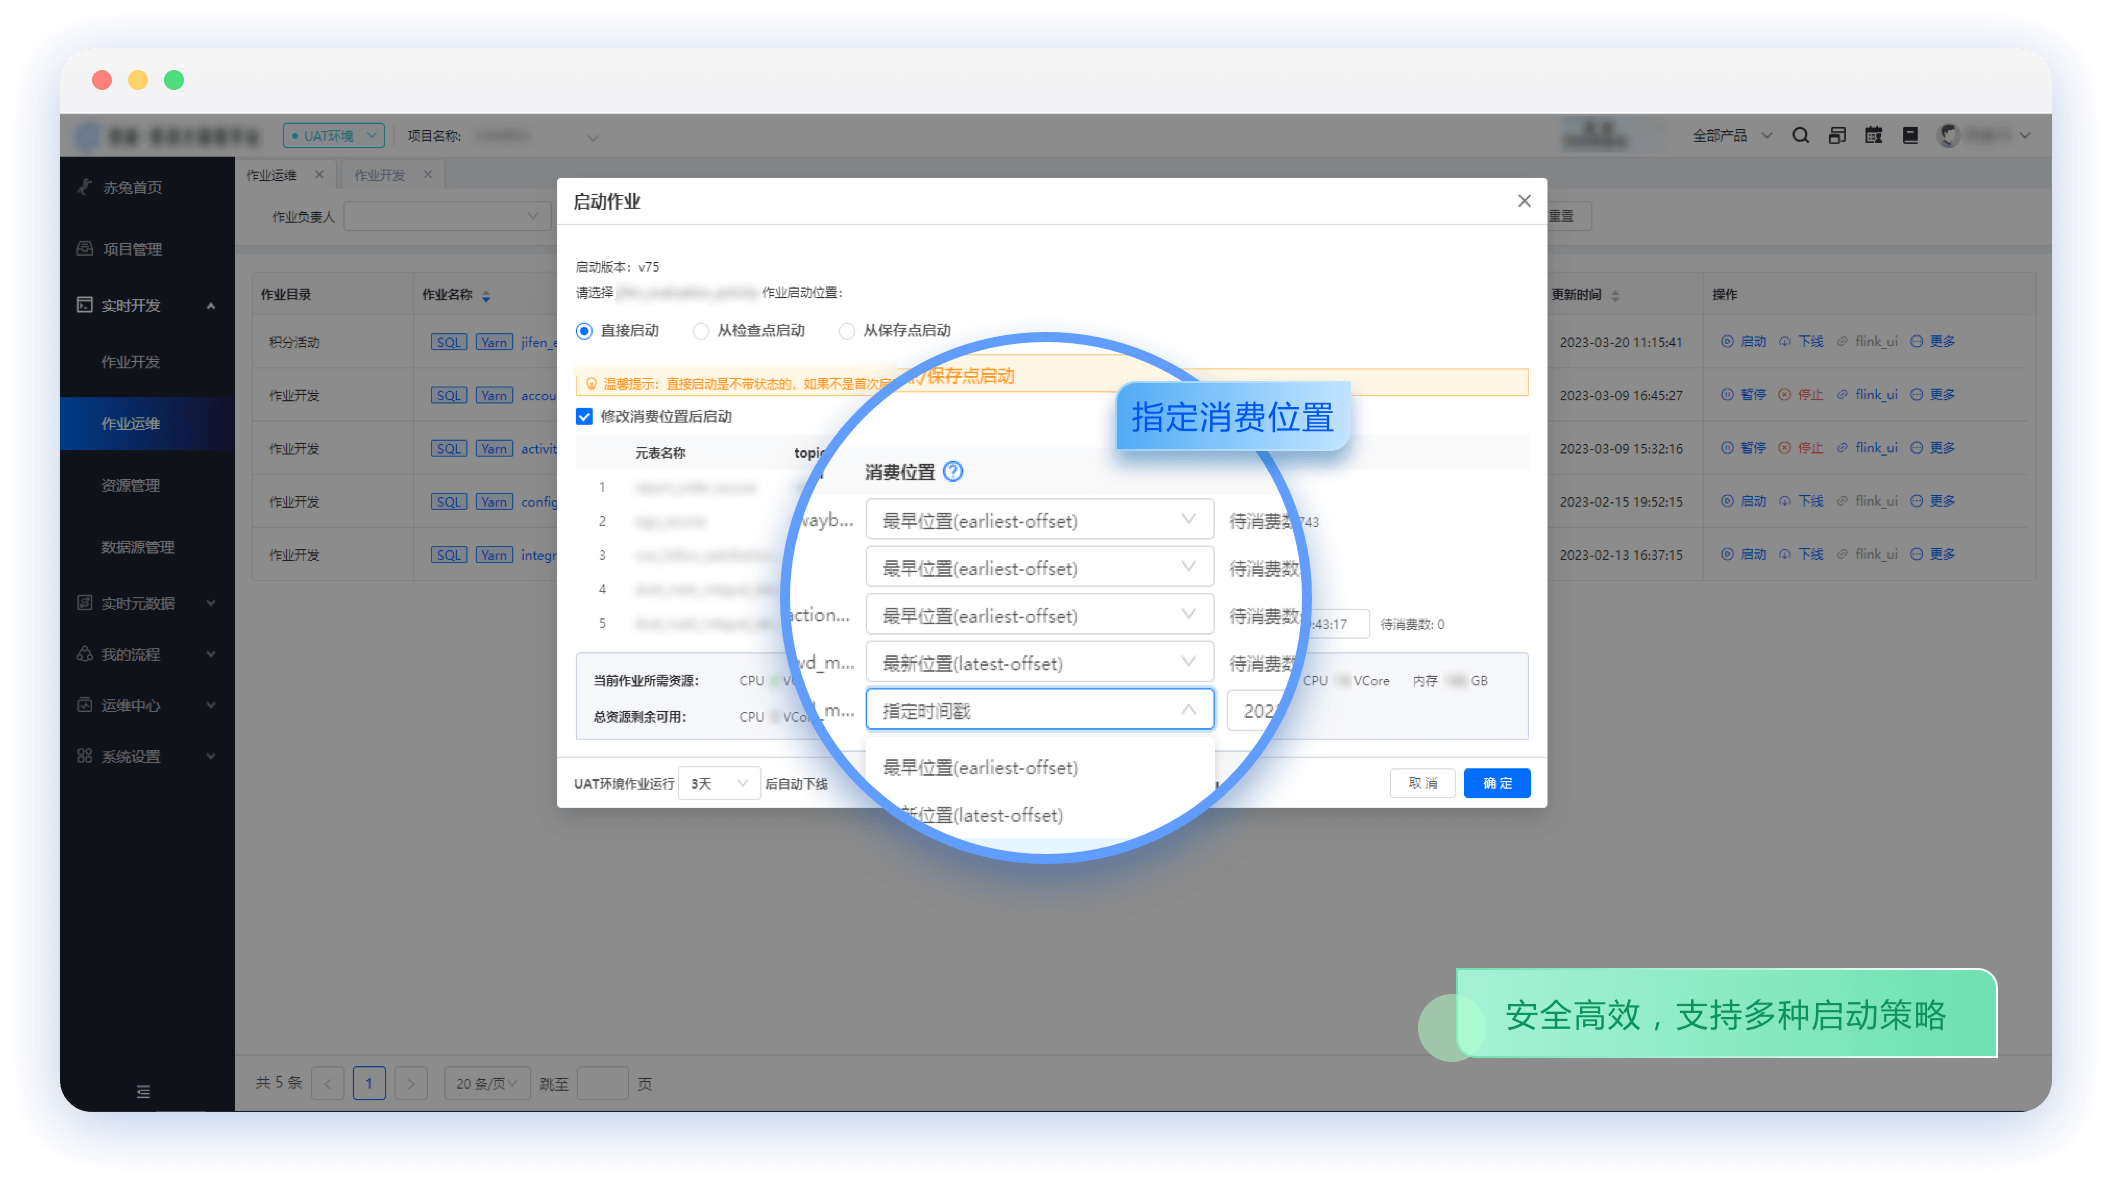 UAT环境
项目名称:
全部产品
赤兔首页
项目管理
实时开发
作业开发
作业运维
资源管理
数据源管理
实时元数据
我的流程
运维中心
系统设置
作业运维
作业开发
作业负责人
重置
作业目录
作业名称
更新时间
操作
积分活动
SQL Yarn jifen_e
2023-03-20 11:15:41
启动 下线 flink_ui 更多
作业开发
SQL Yarn accou
2023-03-09 16:45:27
暂停 停止 flink_ui 更多
作业开发
SQL Yarn activit
2023-03-09 15:32:16
暂停 停止 flink_ui 更多
作业开发
SQL Yarn config
2023-02-15 19:52:15
启动 下线 flink_ui 更多
作业开发
SQL Yarn integr
2023-02-13 16:37:15
启动 下线 flink_ui 更多
启动作业
启动版本: v75
请选择
作业启动位置:
直接启动
从检查点启动
从保存点启动
温馨提示: 直接启动是不带状态的, 如果不是首次启
/保存点启动
指定消费位置
修改消费位置后启动
元表名称
topic
消费位置
1
2
wayb...
最早位置(earliest-offset)
待消费数
743
3
最早位置(earliest-offset)
待消费数
4
action...
最早位置(earliest-offset)
待消费数
wd_m...
最新位置(latest-offset)
待消费数
5
_m...
指定时间戳
202
:43:17
待消费数: 0
最早位置(earliest-offset)
新位置(latest-offset)
当前作业所需资源:
CPU
CPU
VCore
内存
GB
总资源剩余可用:
CPU
VCor
UAT环境作业运行
3天
后自动下线
取 消
确 定
安全高效，支持多种启动策略
共 5 条
1
20 条/页
跳至
页